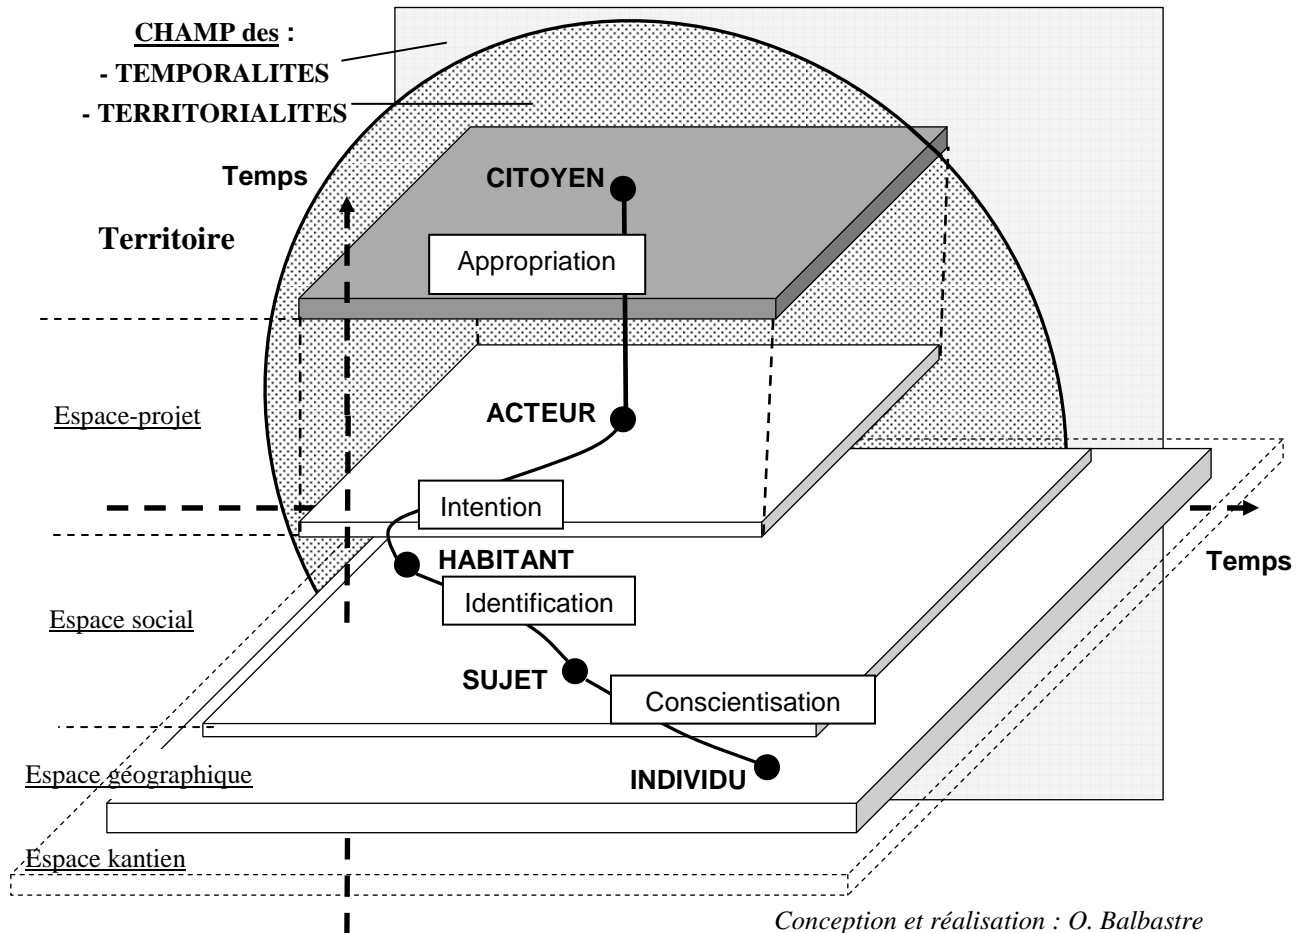 CHAMP des :
- TEMPORALITES
- TERRITORIALITES
Temps
CITOYEN
Territoire
Appropriation
Espace-projet
ACTEUR
Intention
HABITANT
Temps
Identification
Espace social
SUJET
Conscientisation
Espace géographique
INDIVIDU
Espace kantien
Conception et réalisation : O. Balbastre